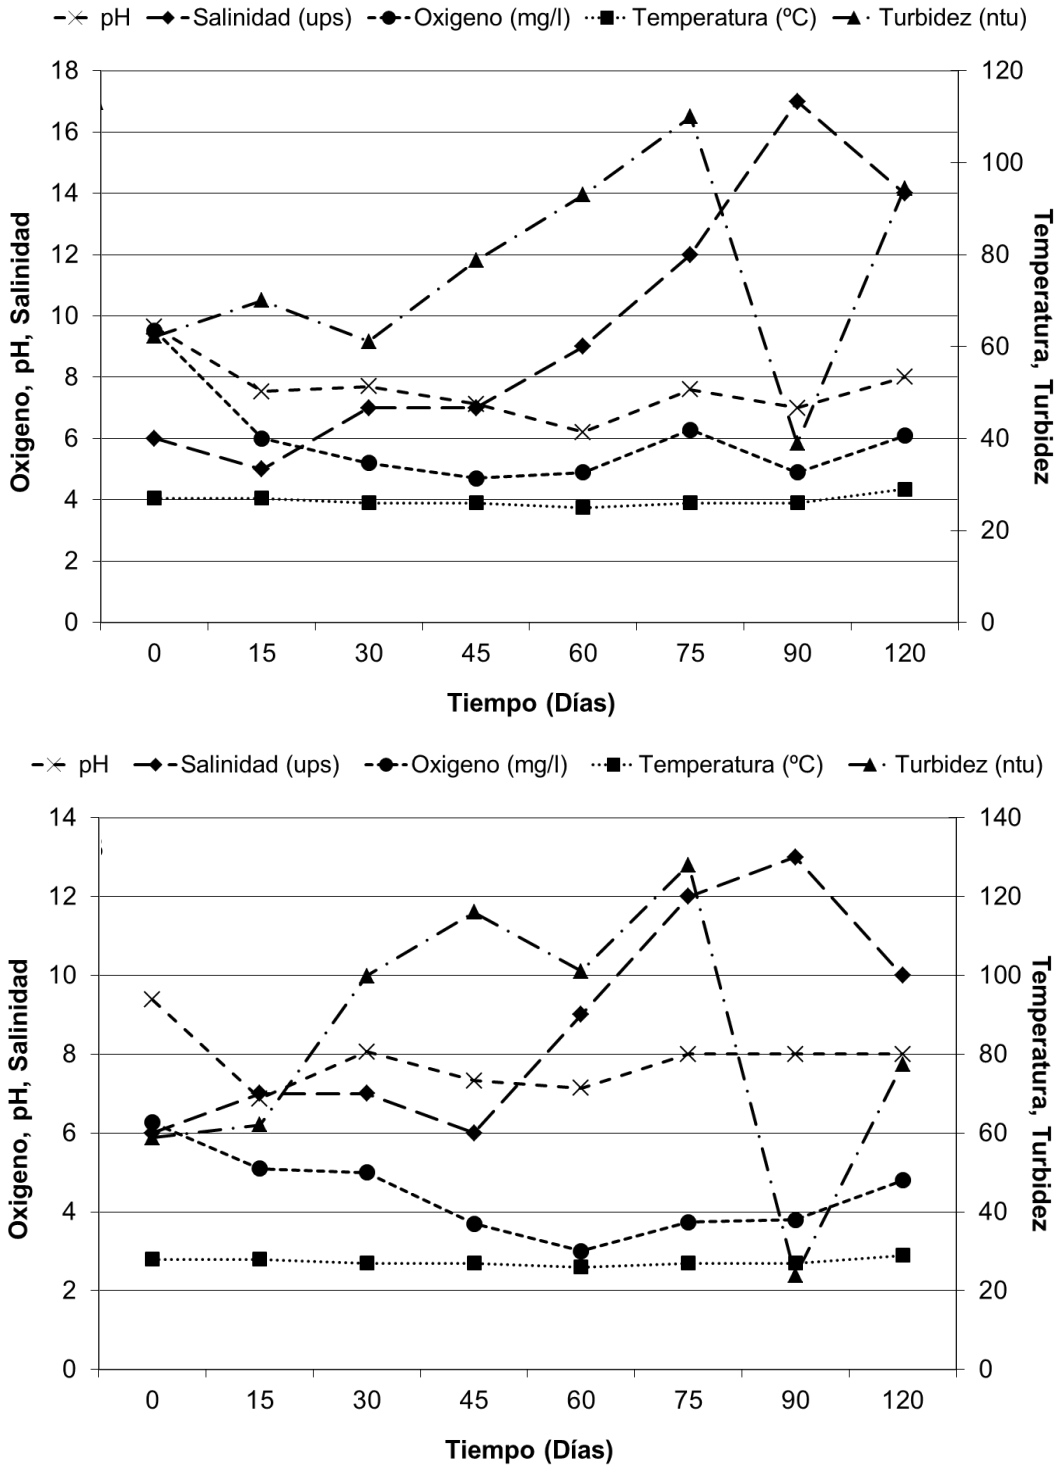 pH Salinidad (ups) Oxigeno (mg/l) Temperatura (ºC) Turbidez (ntu)
18 120
16
100
14
12 80
10
60
8
6 40
4
20
2
0 0
0 15 30 45 60 75 90 120
Oxigeno, pH, Salinidad
Temperatura, Turbidez
Tiempo (Días)
pH Salinidad (ups) Oxigeno (mg/l) Temperatura (ºC) Turbidez (ntu)
14 140
12 120
10 100
8 80
6 60
4 40
2 20
0 0
0 15 30 45 60 75 90 120
Oxigeno, pH, Salinidad
Temperatura, Turbidez
Tiempo (Días)